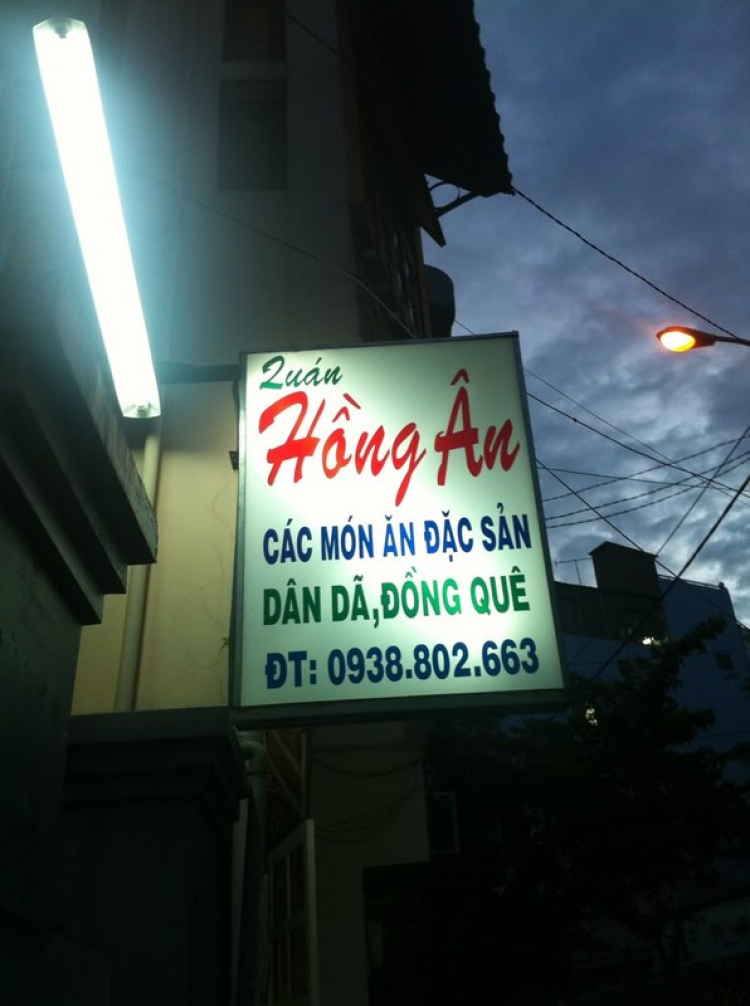 Quán
Hồng Ân
CÁC MÓN ĂN ĐẶC SẢN
DÂN DÃ,ĐỒNG QUÊ
ĐT: 0938.802.663